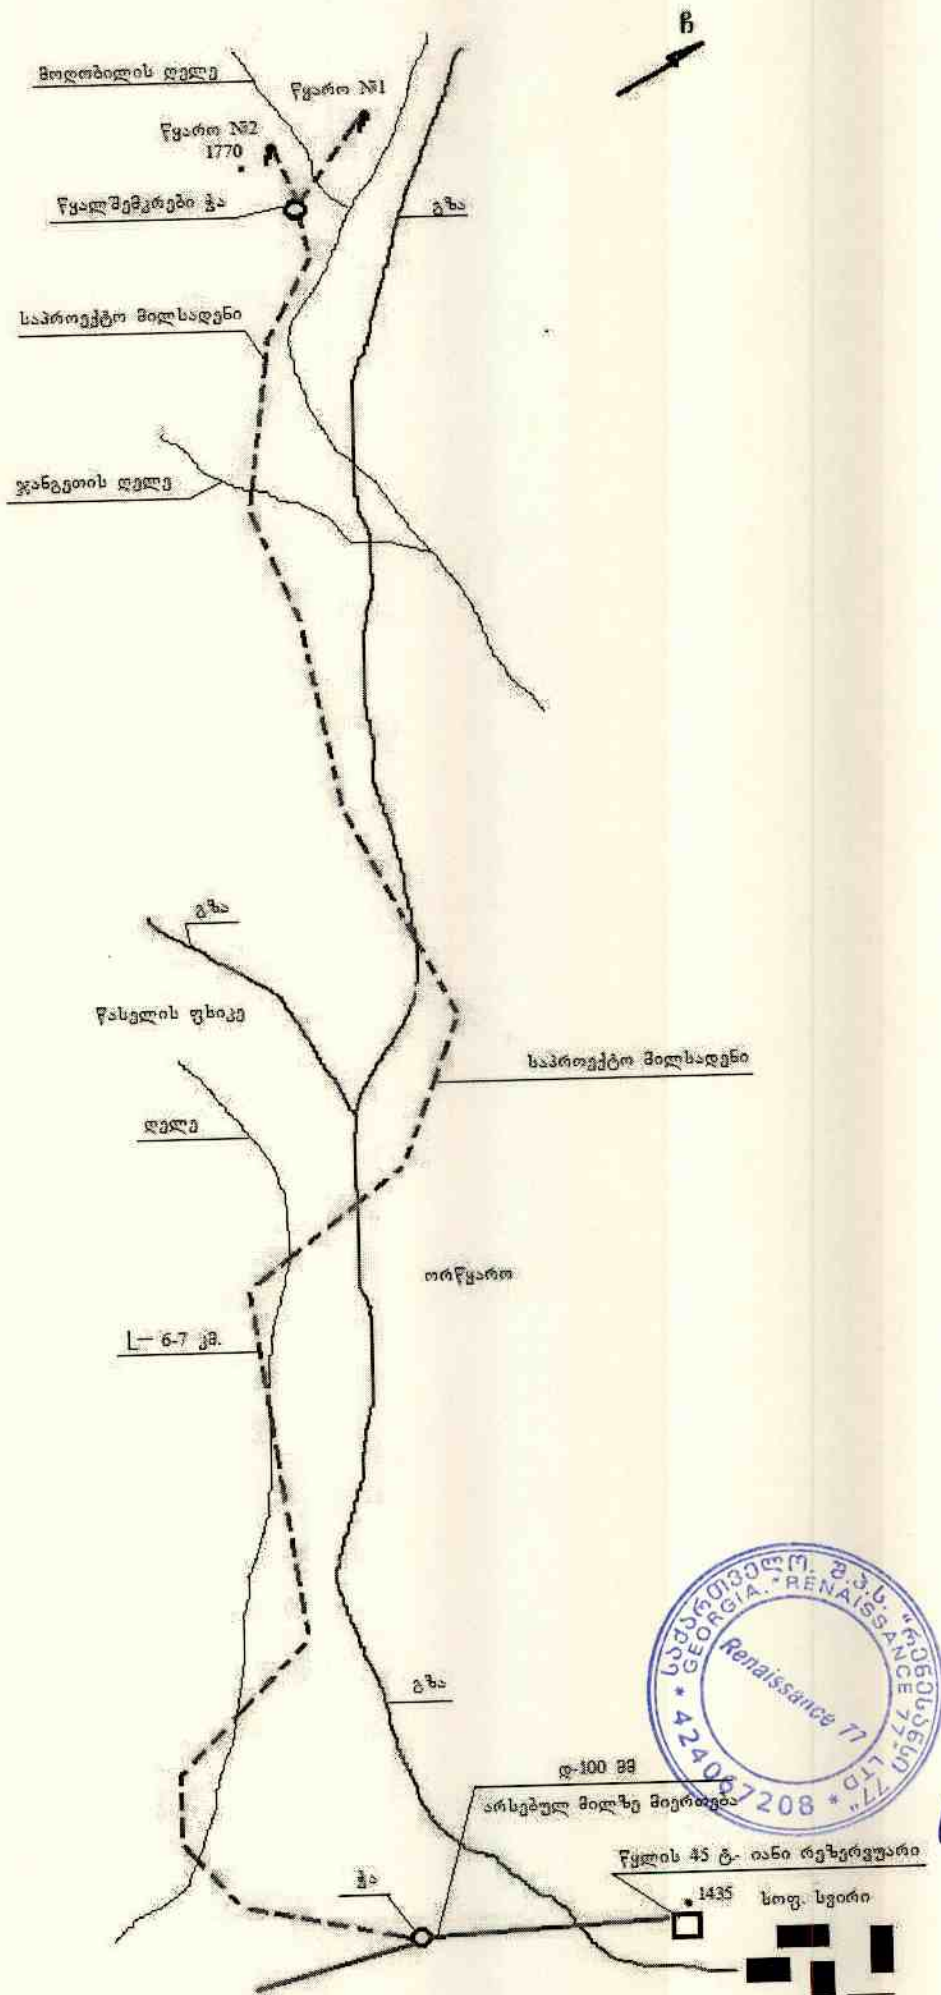 ჩ
მოღობილის ღელე
წყარო №1
წყარო №2
1770
წყალშემკრები ჭა
გზა
საპროექტო მილსადენი
ჯანგეთის ღელე
გზა
წასელის ფსიკე
საპროექტო მილსადენი
ღელე
ორწყარო
L— 6-7 კმ.
გზა
დ-100 მმ
არსებულ მილზე მიერთება
წყლის 45 ტ- იანი რეზერვუარი
ჭა
1435
სოფ. სვირი
* საქართველო. შ.პ.ს. "რენესანსი 77"
GEORGIA. "RENAISSANCE 77" LTD
Renaissance 77
* 424067208 *